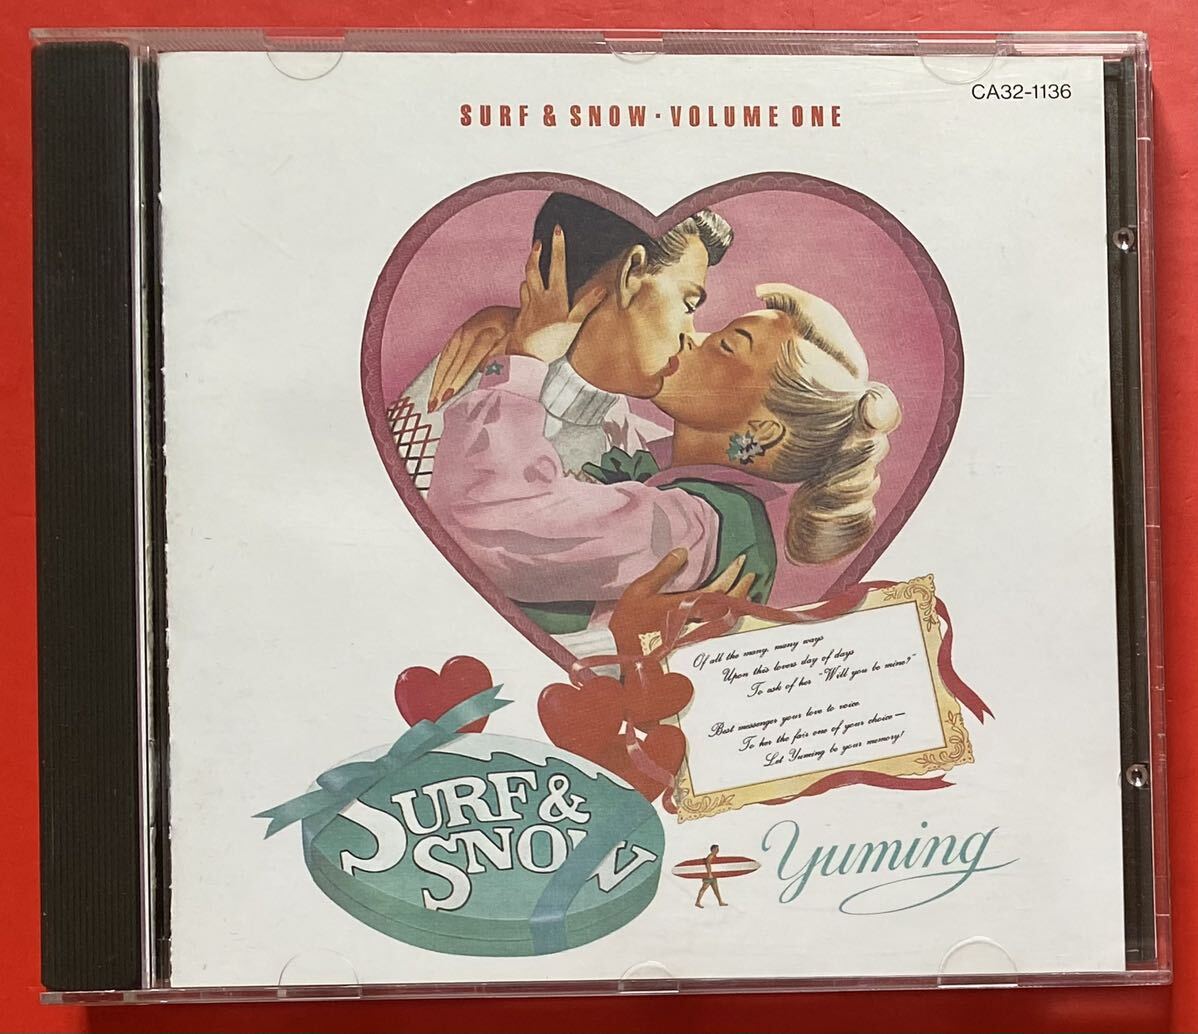 CA32-1136
SURF & SNOW · VOLUME ONE
Of all the many, many ways
Upon this lovers day of days
To ask of her "Will you be mine?"
Best messenger your love to voice
To her the fair one of your choice—
Let Yuming be your memory!
SURF &
SNOW
Yuming